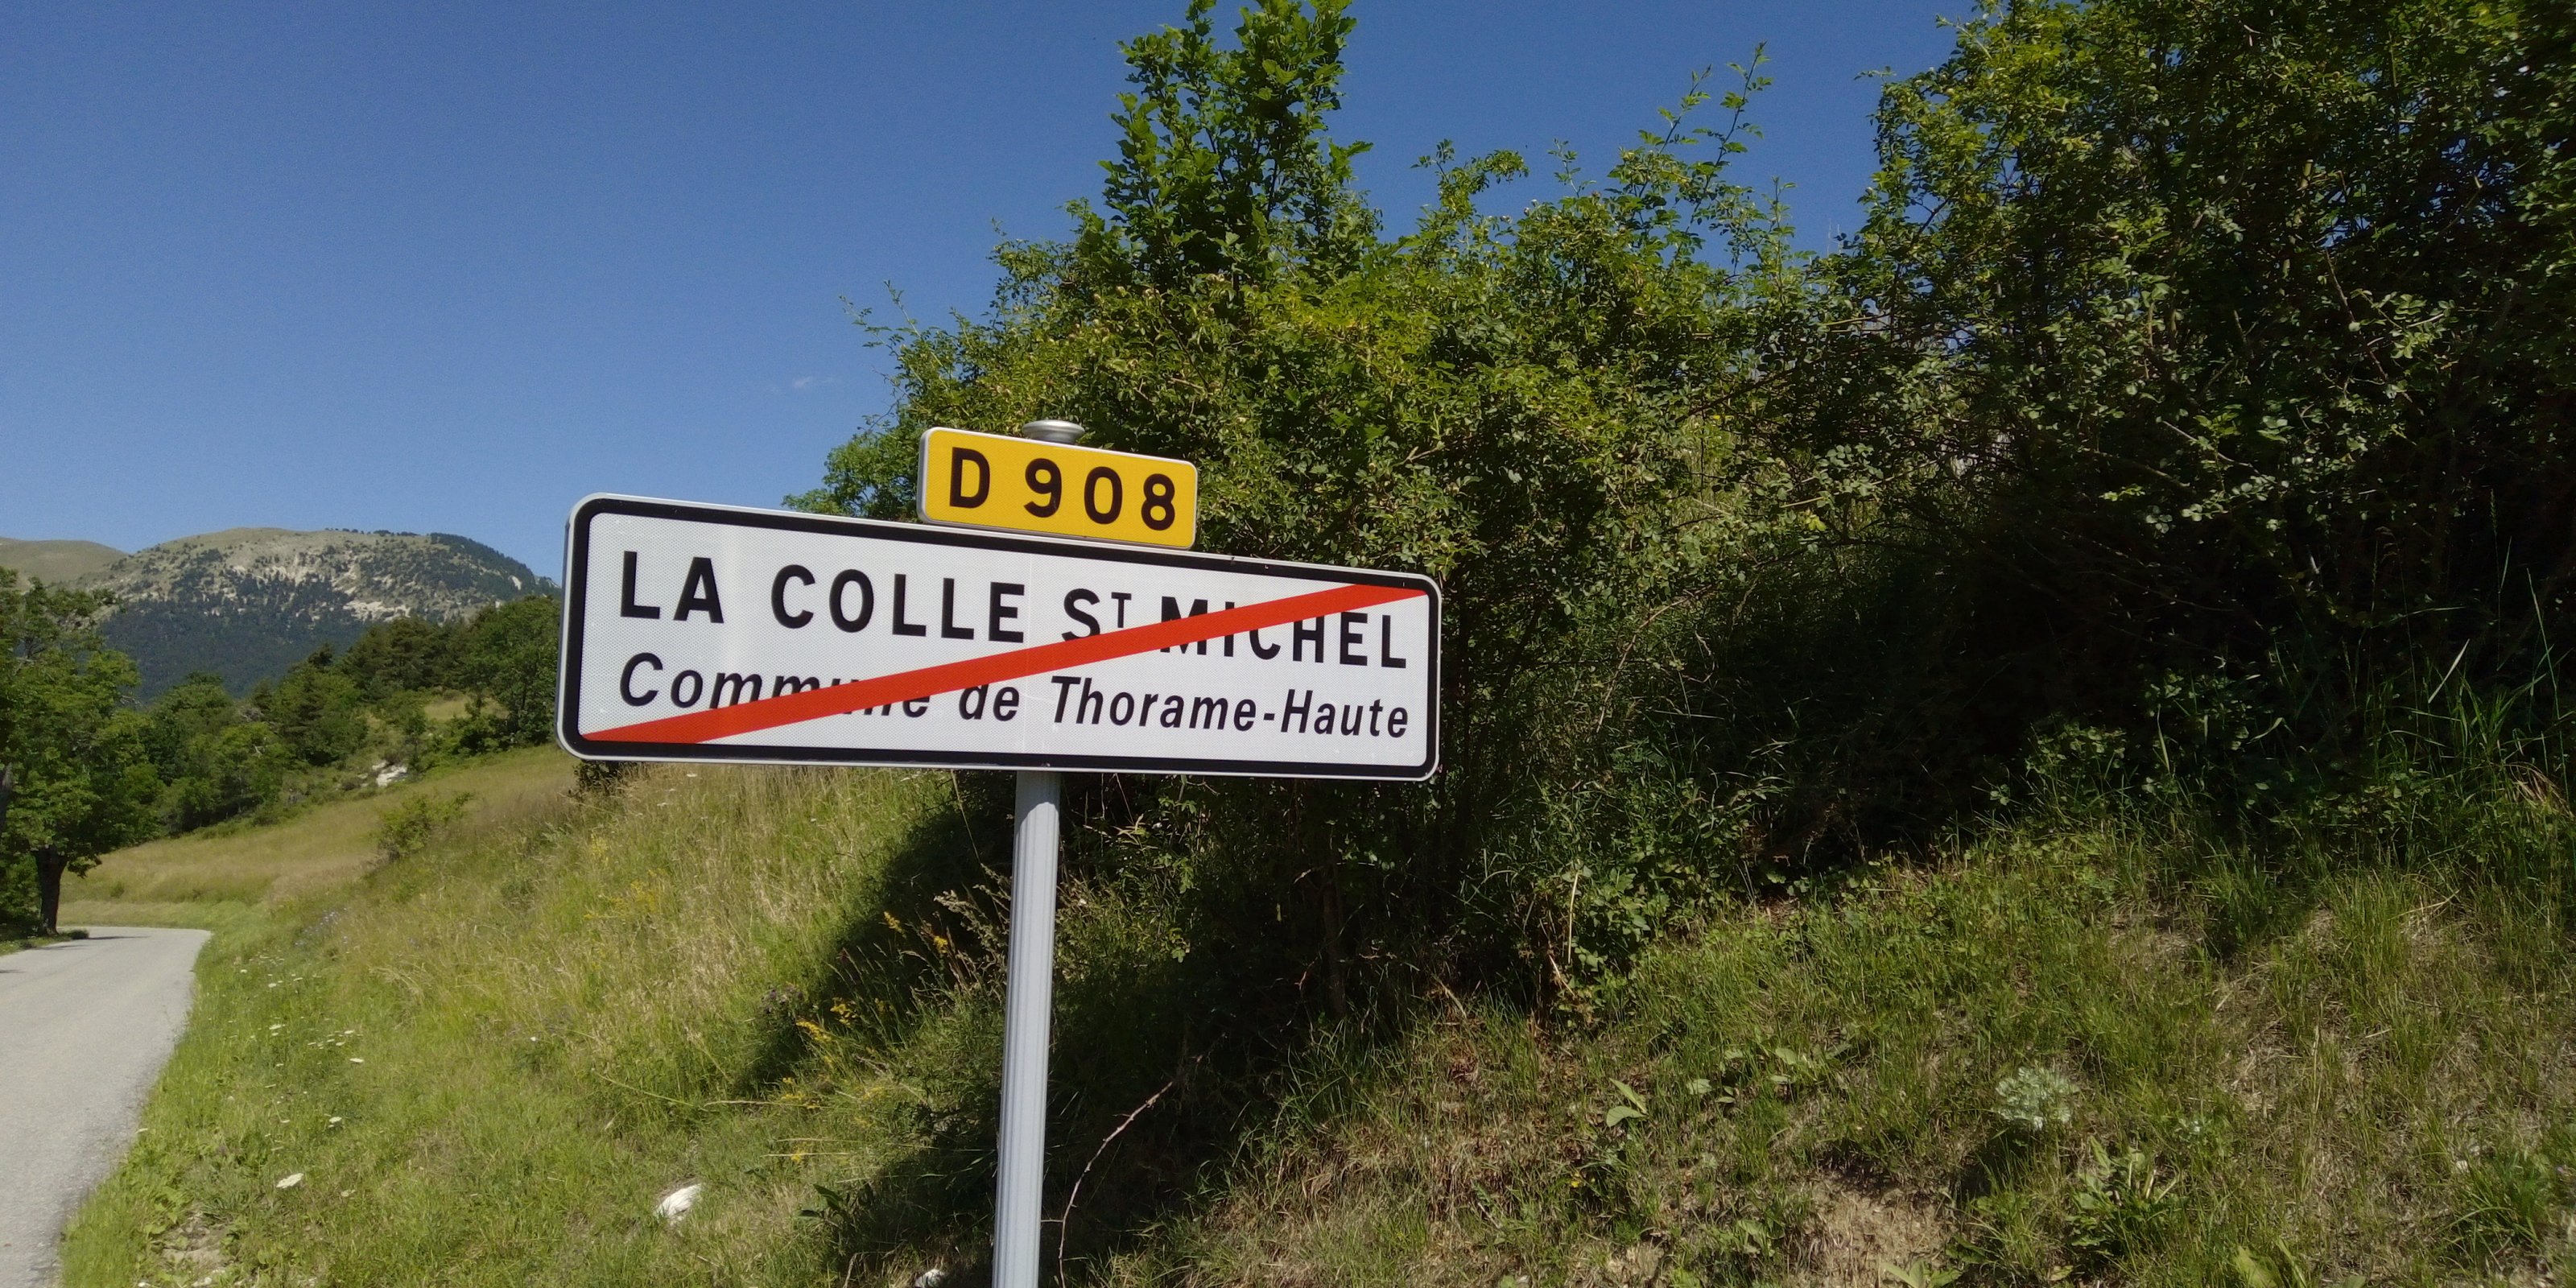 D 908
LA COLLE ST MICHEL
Commune de Thorame-Haute